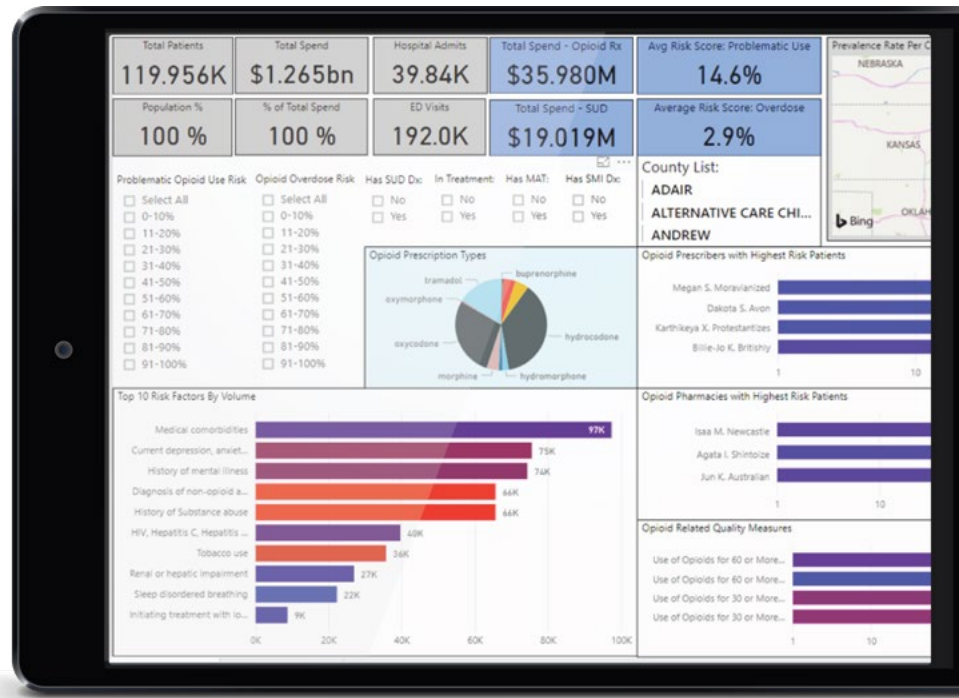 Total Patients
119.956K
Total Spend
$1.265bn
Hospital Admits
39.84K
Total Spend - Opioid Rx
$35.980M
Avg Risk Score: Problematic Use
14.6%
Prevalence Rate Per C
Population %
100 %
% of Total Spend
100 %
ED Visits
192.0K
Total Spend - SUD
$19.019M
Average Risk Score: Overdose
2.9%
NEBRASKA
KANSAS
OKLAH
Bing
Problematic Opioid Use Risk
Select All
0-10%
11-20%
21-30%
31-40%
41-50%
51-60%
61-70%
71-80%
81-90%
91-100%
Opioid Overdose Risk
Select All
0-10%
11-20%
21-30%
31-40%
41-50%
51-60%
61-70%
71-80%
81-90%
91-100%
Has SUD Dx:
No
Yes
In Treatment:
No
Yes
Has MAT:
No
Yes
Has SMI Dx:
No
Yes
County List:
ADAIR
ALTERNATIVE CARE CHI...
ANDREW
Opioid Prescription Types
buprenorphine
tramadol
oxymorphone
hydrocodone
oxycodone
morphine
hydromorphone
Opioid Prescribers with Highest Risk Patients
Megan S. Moravianized
Dakota S. Avon
Karthikeya X. Protestantizes
Billie-Jo K. Britishly
1
10
Top 10 Risk Factors By Volume
Medical comorbidities
97K
Current depression, anxiet...
75K
History of mental illness
74K
Diagnosis of non-opioid a...
66K
History of Substance abuse
66K
HIV, Hepatitis C, Hepatitis ...
40K
Tobacco use
36K
Renal or hepatic impairment
27K
Sleep disordered breathing
22K
Initiating treatment with lo...
9K
0K 20K 40K 60K 80K 100K
Opioid Pharmacies with Highest Risk Patients
Isaa M. Newcastle
Agata I. Shintoize
Jun K. Australian
1
10
Opioid Related Quality Measures
Use of Opioids for 60 or More...
Use of Opioids for 60 or More...
Use of Opioids for 30 or More...
Use of Opioids for 30 or More...
1
10